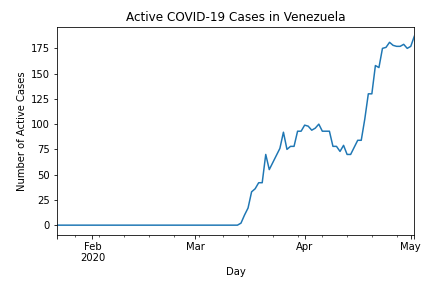 Active COVID-19 Cases in Venezuela
Number of Active Cases
175
150
125
100
75
50
25
0
Feb
2020
Mar
Apr
May
Day